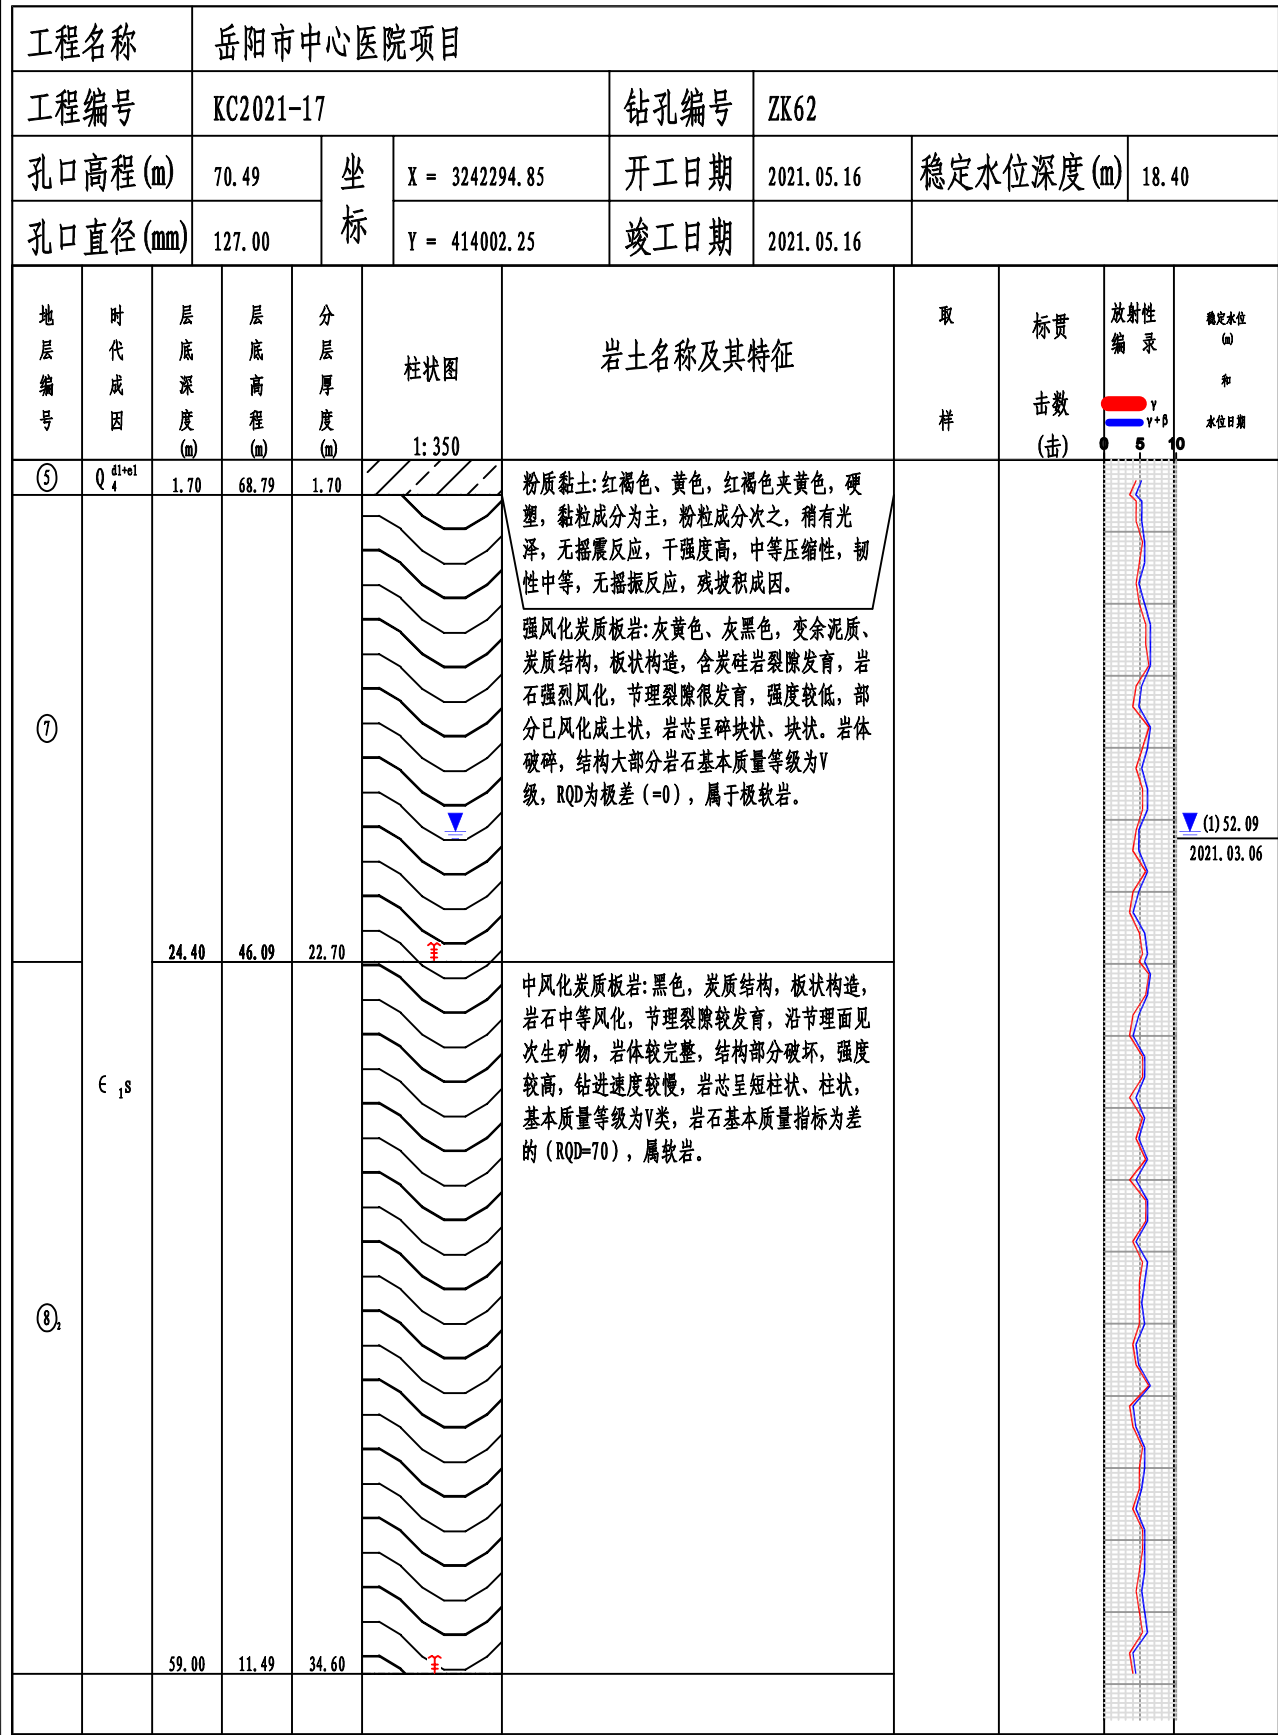 工程名称 岳阳市中心医院项目
工程编号 KC2021-17 钻孔编号 ZK62
孔口高程(m) 70.49 坐标 X = 3242294.85 开工日期 2021.05.16 稳定水位深度(m) 18.40
孔口直径(mm) 127.00 Y = 414002.25 竣工日期 2021.05.16
地层编号 时代成因 层底深度(m) 层底高程(m) 分层厚度(m) 柱状图 1:350 岩土名称及其特征 取样 标贯击数(击) 放射性编录 γ γ+β 0 5 10 稳定水位(m)和水位日期
⑤ Q 4 dl+el 1.70 68.79 1.70
粉质黏土:红褐色、黄色，红褐色夹黄色，硬
塑，黏粒成分为主，粉粒成分次之，稍有光
泽，无摇震反应，干强度高，中等压缩性，韧
性中等，无摇振反应，残坡积成因。
强风化炭质板岩:灰黄色、灰黑色，变余泥质、
炭质结构，板状构造，含炭硅岩裂隙发育，岩
石强烈风化，节理裂隙很发育，强度较低，部
分已风化成土状，岩芯呈碎块状、块状。岩体
破碎，结构大部分岩石基本质量等级为V
级，RQD为极差（=0），属于极软岩。
⑦
(1)52.09
2021.03.06
24.40 46.09 22.70
中风化炭质板岩:黑色，炭质结构，板状构造，
岩石中等风化，节理裂隙较发育，沿节理面见
次生矿物，岩体较完整，结构部分破坏，强度
较高，钻进速度较慢，岩芯呈短柱状、柱状，
基本质量等级为V类，岩石基本质量指标为差
的（RQD=70），属软岩。
∈ 1s
⑧2
59.00 11.49 34.60